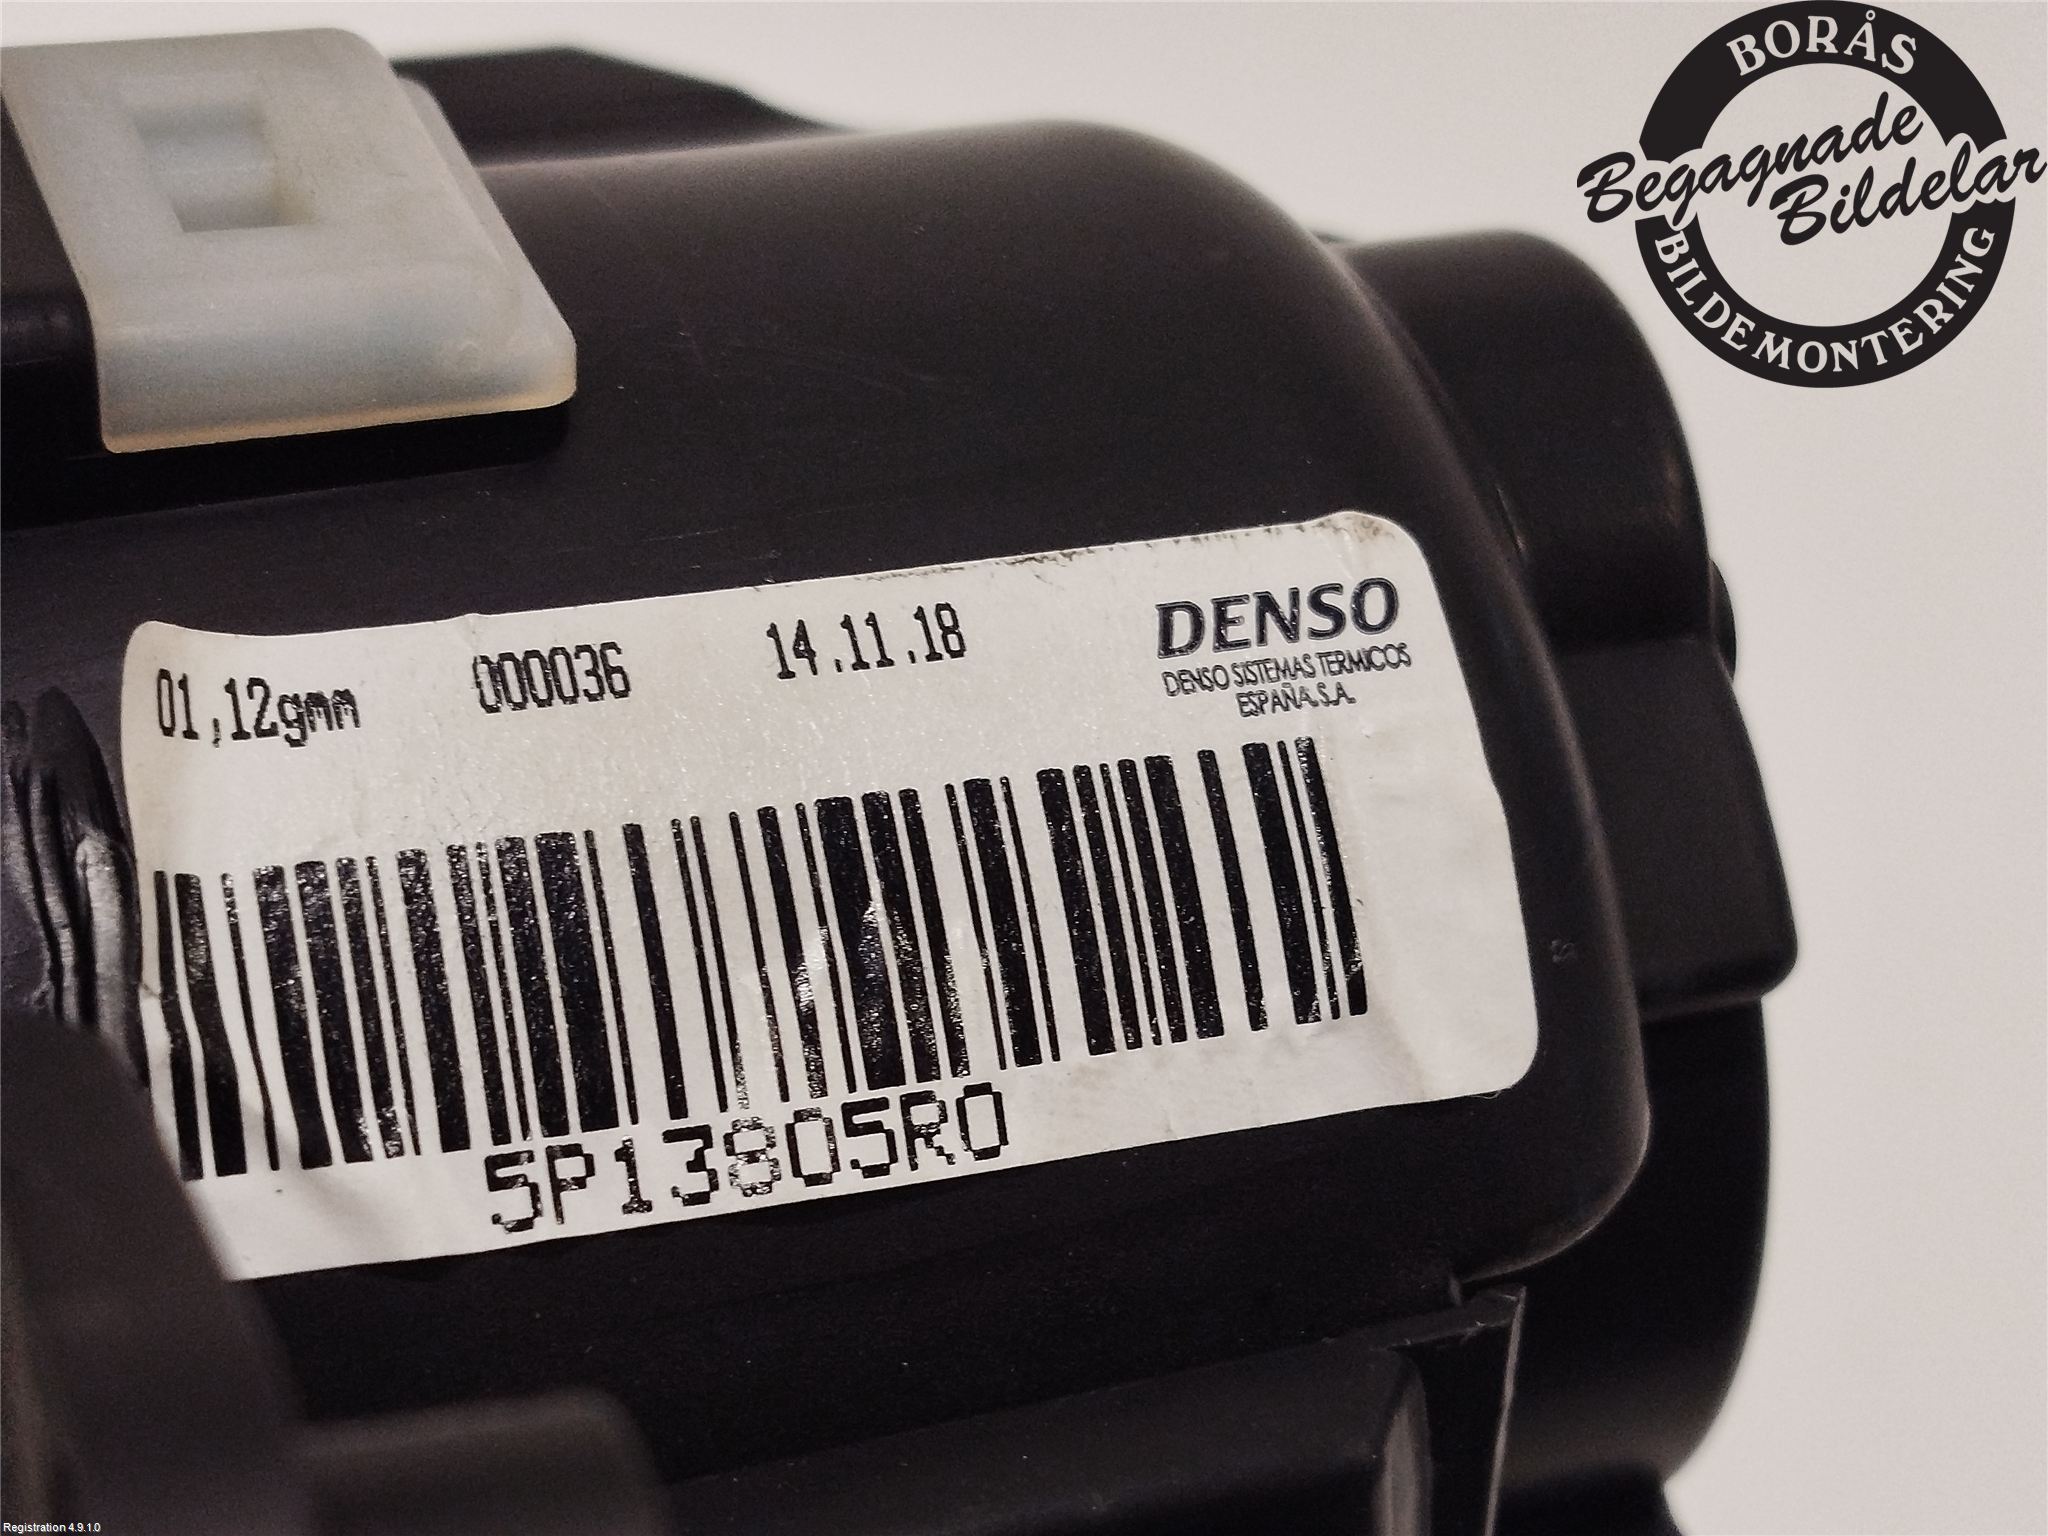 BORÅS
Begagnade
Bildelar
BILDEMONTERING
01,12gmm 000036 14.11.18
DENSO
DENSO SISTEMAS TERMICOS
ESPAÑA. S.A.
5P13805R0
S
Registration 4.9.1.0